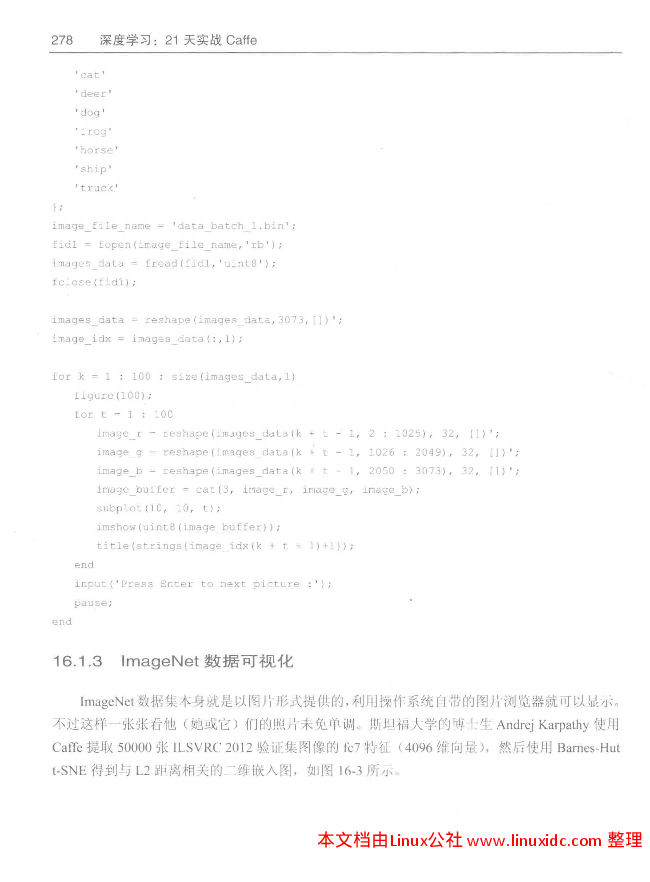 278 深度学习：21 天实战 Caffe
'cat'
'deer'
'dog'
'frog'
'horse'
'ship'
'truck'
};
image_file_name = 'data_batch_1.bin';
fid1 = fopen(image_file_name,'rb');
images_data = fread(fid1,'uint8');
fclose(fid1);
images_data = reshape(images_data,3073,[])';
image_idx = images_data(:,1);
for k = 1 : 100 : size(images_data,1)
figure(100);
for t = 1 : 100
image_r = reshape(images_data(k + t - 1, 2 : 1025), 32, [])';
image_g = reshape(images_data(k + t - 1, 1026 : 2049), 32, [])';
image_b = reshape(images_data(k + t - 1, 2050 : 3073), 32, [])';
image_buffer = cat(3, image_r, image_g, image_b);
subplot(10, 10, t);
imshow(uint8(image_buffer));
title(strings{image_idx(k + t - 1)+1});
end
input('Press Enter to next picture :');
pause;
end
16.1.3 ImageNet 数据可视化
ImageNet 数据集本身就是以图片形式提供的，利用操作系统自带的图片浏览器就可以显示。
不过这样一张张看他（她或它）们的照片未免单调。斯坦福大学的博士生 Andrej Karpathy 使用
Caffe 提取 50000 张 ILSVRC 2012 验证集图像的 fc7 特征（4096 维向量），然后使用 Barnes-Hut
t-SNE 得到与 L2 距离相关的二维嵌入图，如图 16-3 所示。
本文档由Linux公社 www.linuxidc.com 整理